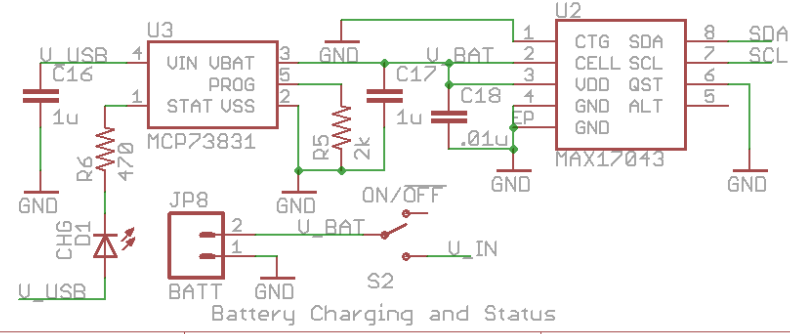 U3
U2
V_USB
4
VIN
VBAT
3
V_BAT
PROG
5
1
STAT
VSS
2
MCP73831
C16
1u
GND
R6
470
CHG
D1
V_USB
GND
R5
2k
C17
1u
GND
C18
.01u
1
CTG
SDA
8
SDA
2
CELL
SCL
7
SCL
3
VDD
QST
6
4
GND
ALT
5
EP
GND
MAX17043
GND
GND
JP8
2
V_BAT
1
BATT
GND
ON/OFF
V_IN
S2
Battery Charging and Status